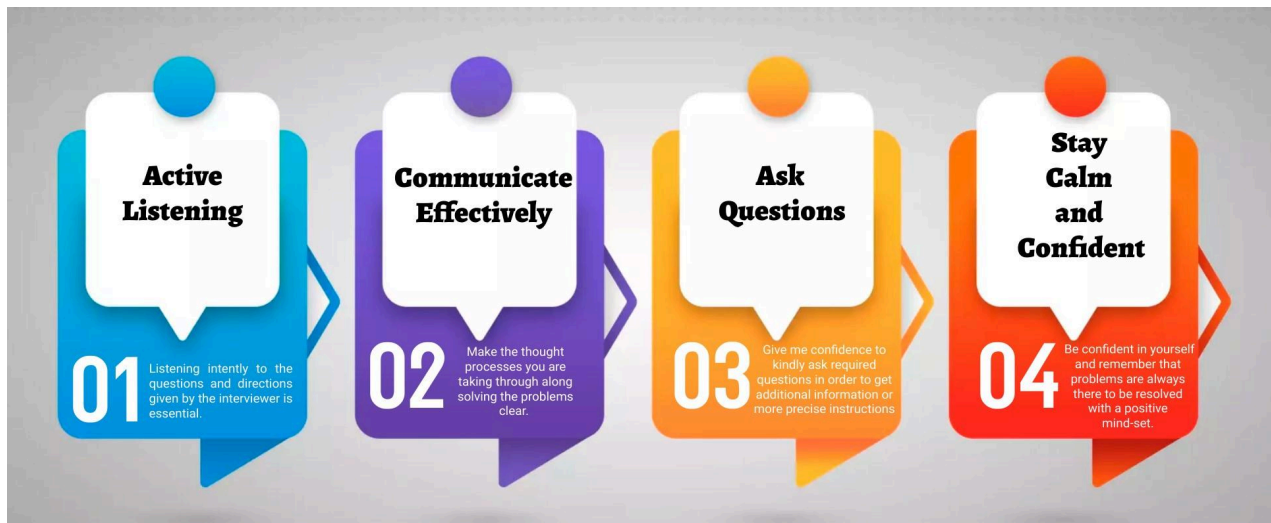 Active
Listening
01
Listening intently to the
questions and directions
given by the interviewer is
essential.
Communicate
Effectively
02
Make the thought
processes you are
taking through along
solving the problems
clear.
Ask
Questions
03
Give me confidence to
kindly ask required
questions in order to get
additional information or
more precise instructions
Stay
Calm
and
Confident
04
Be confident in yourself
and remember that
problems are always
there to be resolved
with a positive
mind-set.